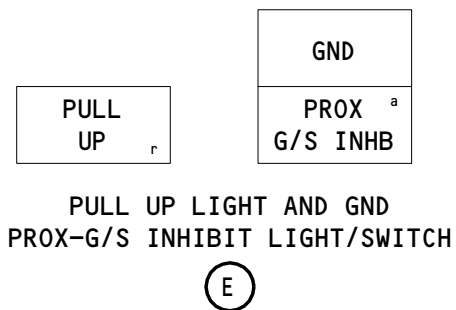 GND
PULL
UP r
PROX a
G/S INHB
PULL UP LIGHT AND GND
PROX-G/S INHIBIT LIGHT/SWITCH
E